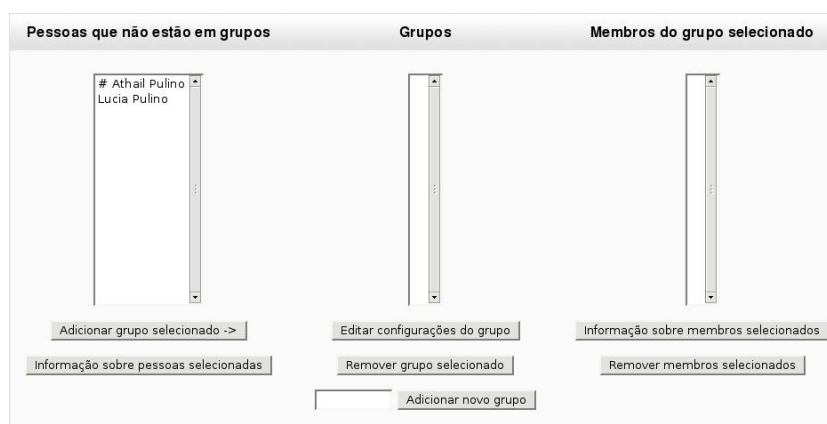 Pessoas que não estão em grupos
Grupos
Membros do grupo selecionado
# Athail Pulino
Lucia Pulino
Adicionar grupo selecionado ->
Editar configurações do grupo
Informação sobre membros selecionados
Informação sobre pessoas selecionadas
Remover grupo selecionado
Remover membros selecionados
Adicionar novo grupo